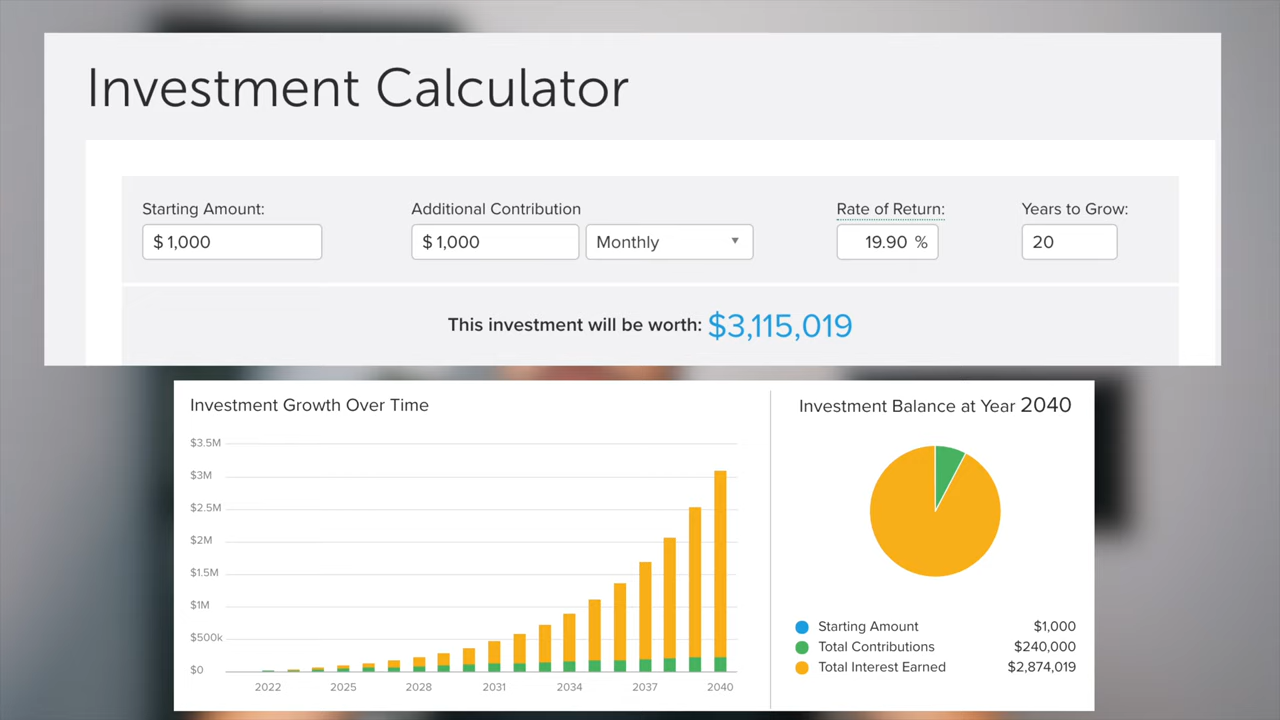 Investment Calculator
Starting Amount: Additional Contribution Rate of Return: Years to Grow:
$ 1,000 $ 1,000 Monthly 19.90 % 20
This investment will be worth: $3,115,019
Investment Growth Over Time
$3.5M
$3M
$2.5M
$2M
$1.5M
$1M
$500k
$0
2022 2025 2028 2031 2034 2037 2040
Investment Balance at Year 2040
Starting Amount $1,000
Total Contributions $240,000
Total Interest Earned $2,874,019